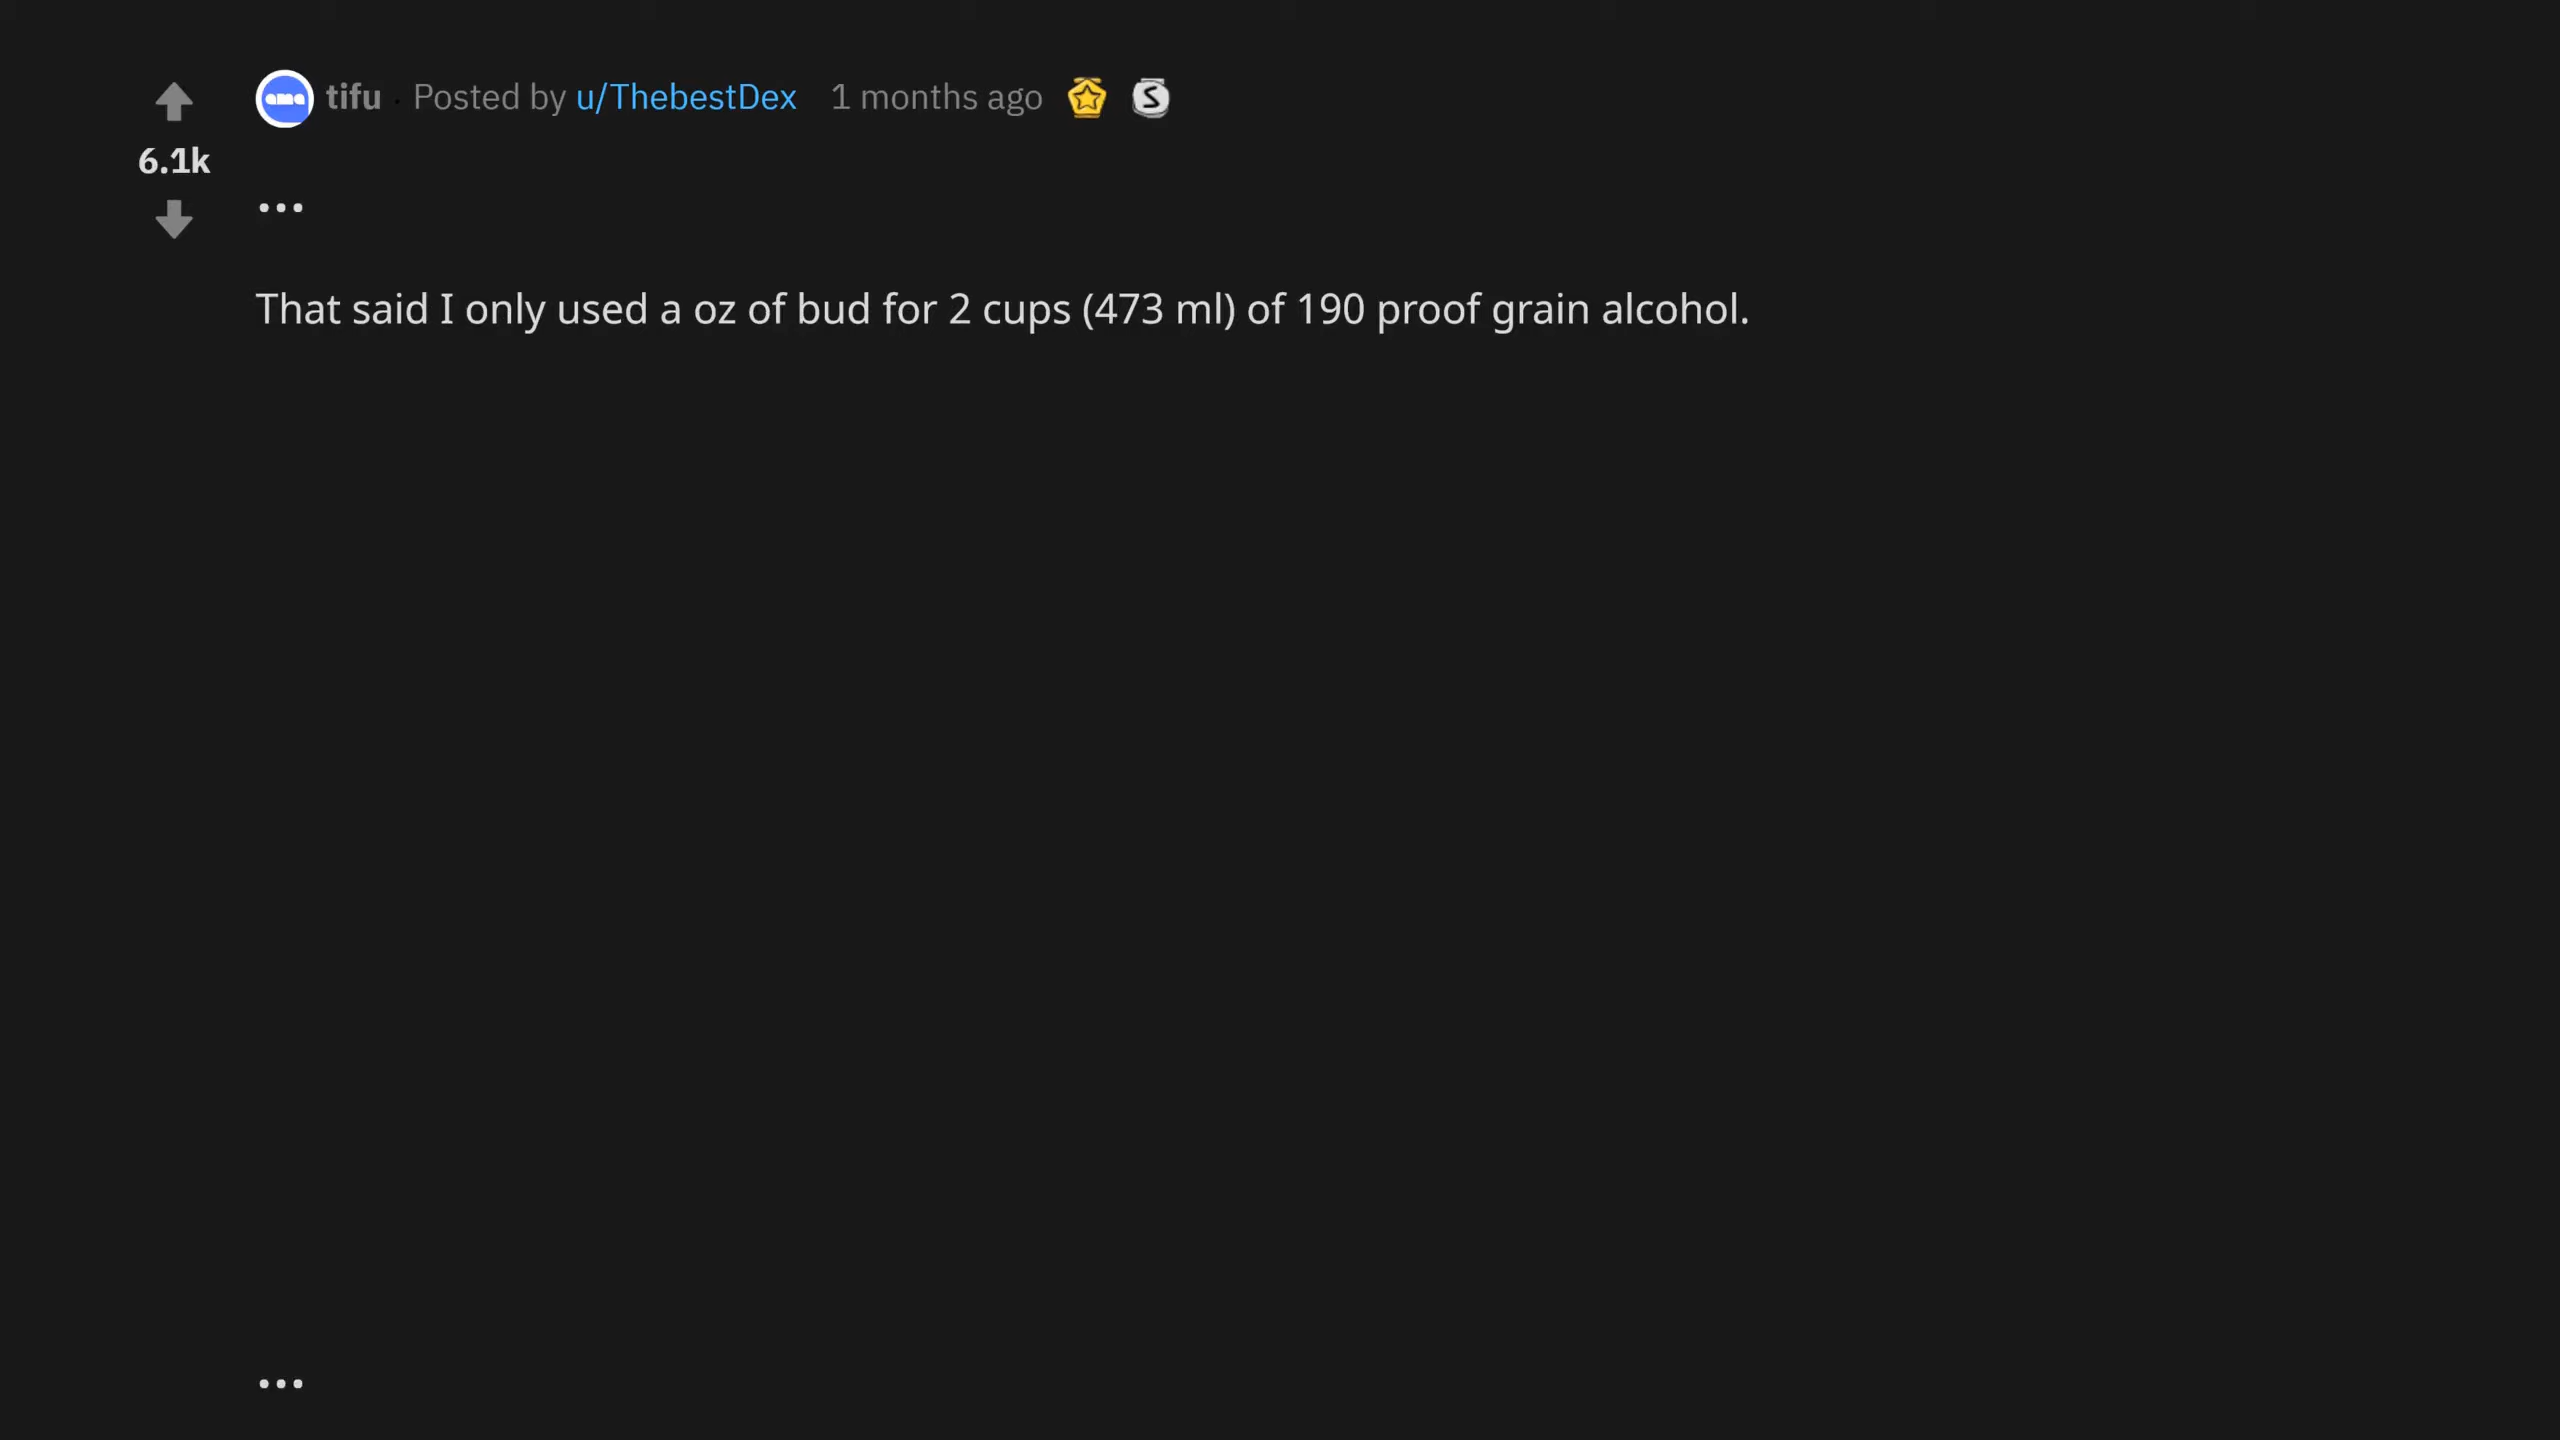 ama tifu · Posted by u/ThebestDex 1 months ago S
6.1k
...
That said I only used a oz of bud for 2 cups (473 ml) of 190 proof grain alcohol.
...